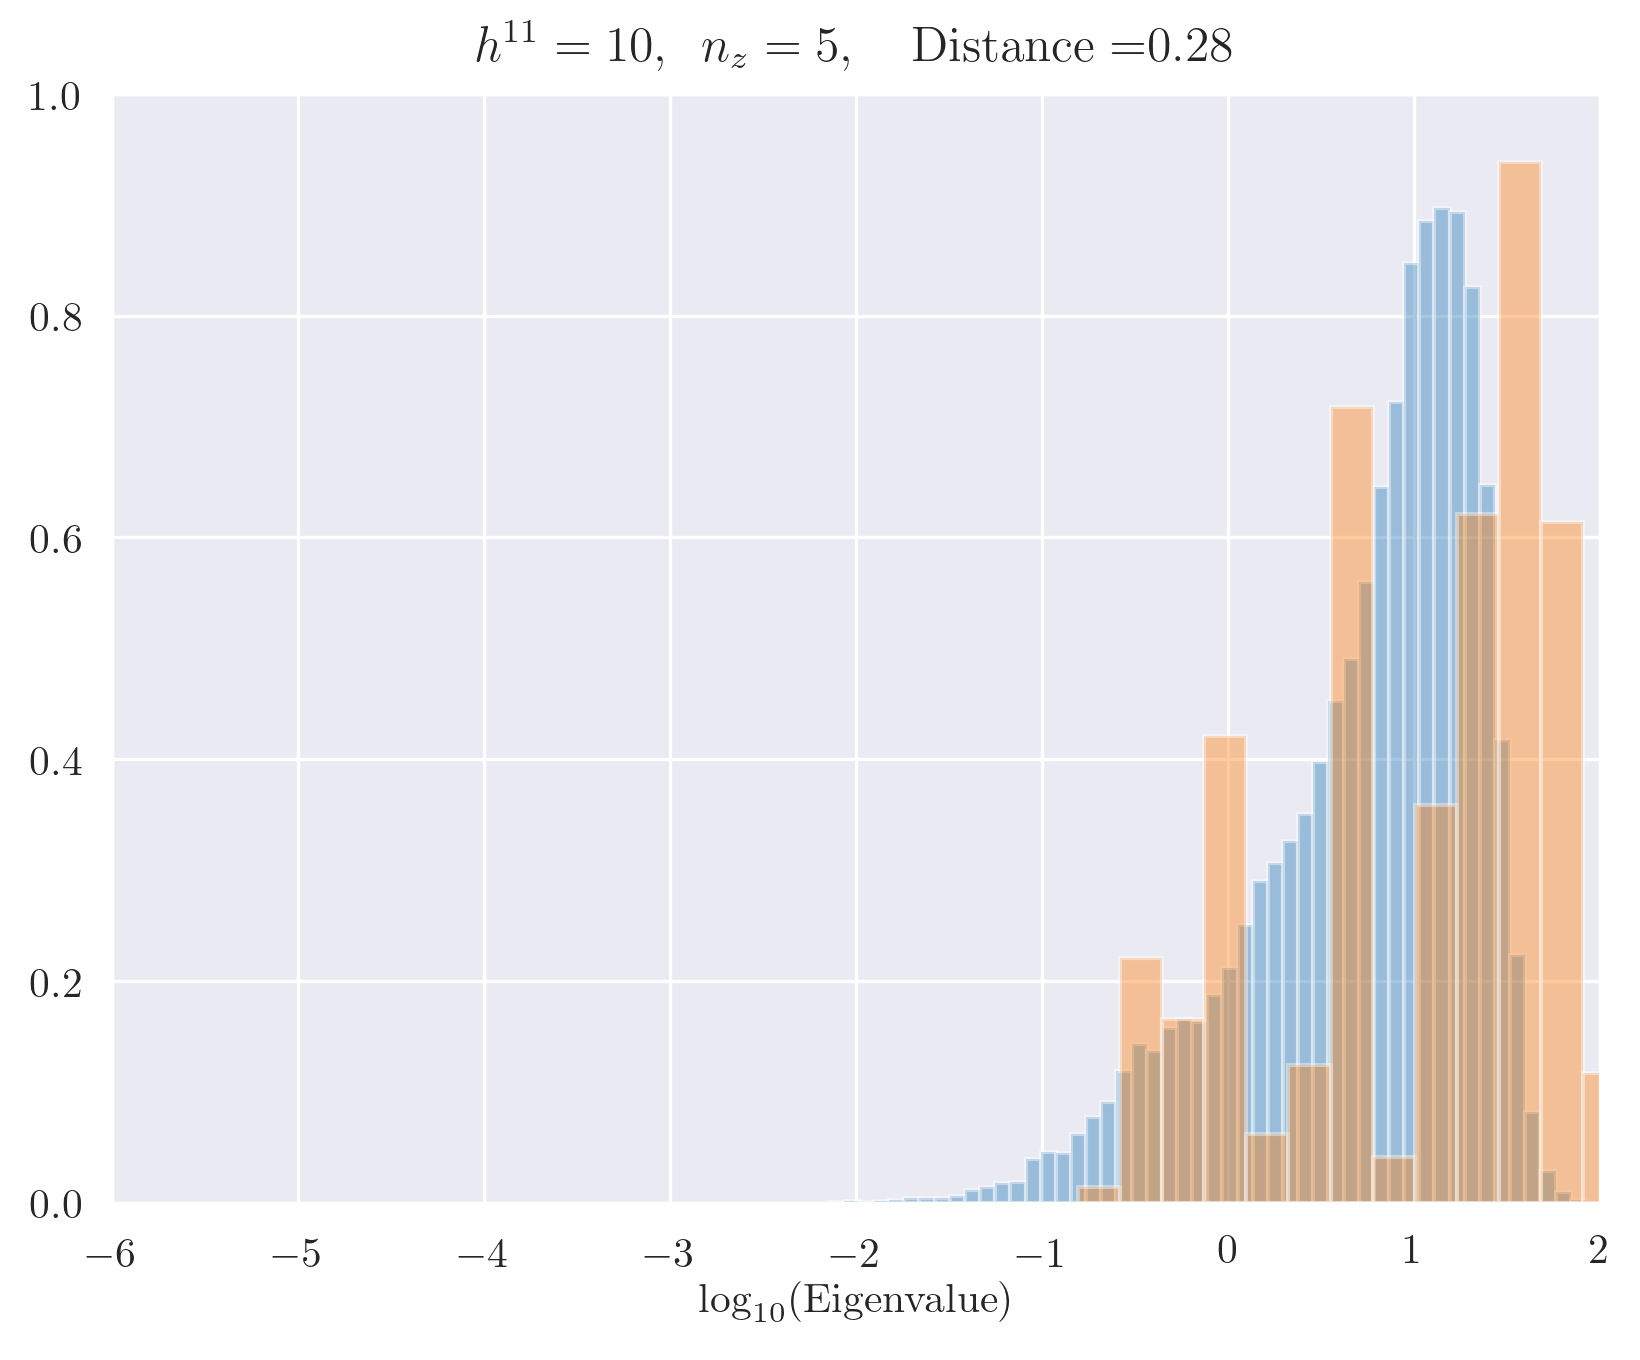 h^{11} = 10, n_z = 5, Distance =0.28
1.0
0.8
0.6
0.4
0.2
0.0
−6 −5 −4 −3 −2 −1 0 1 2
log_{10}(Eigenvalue)